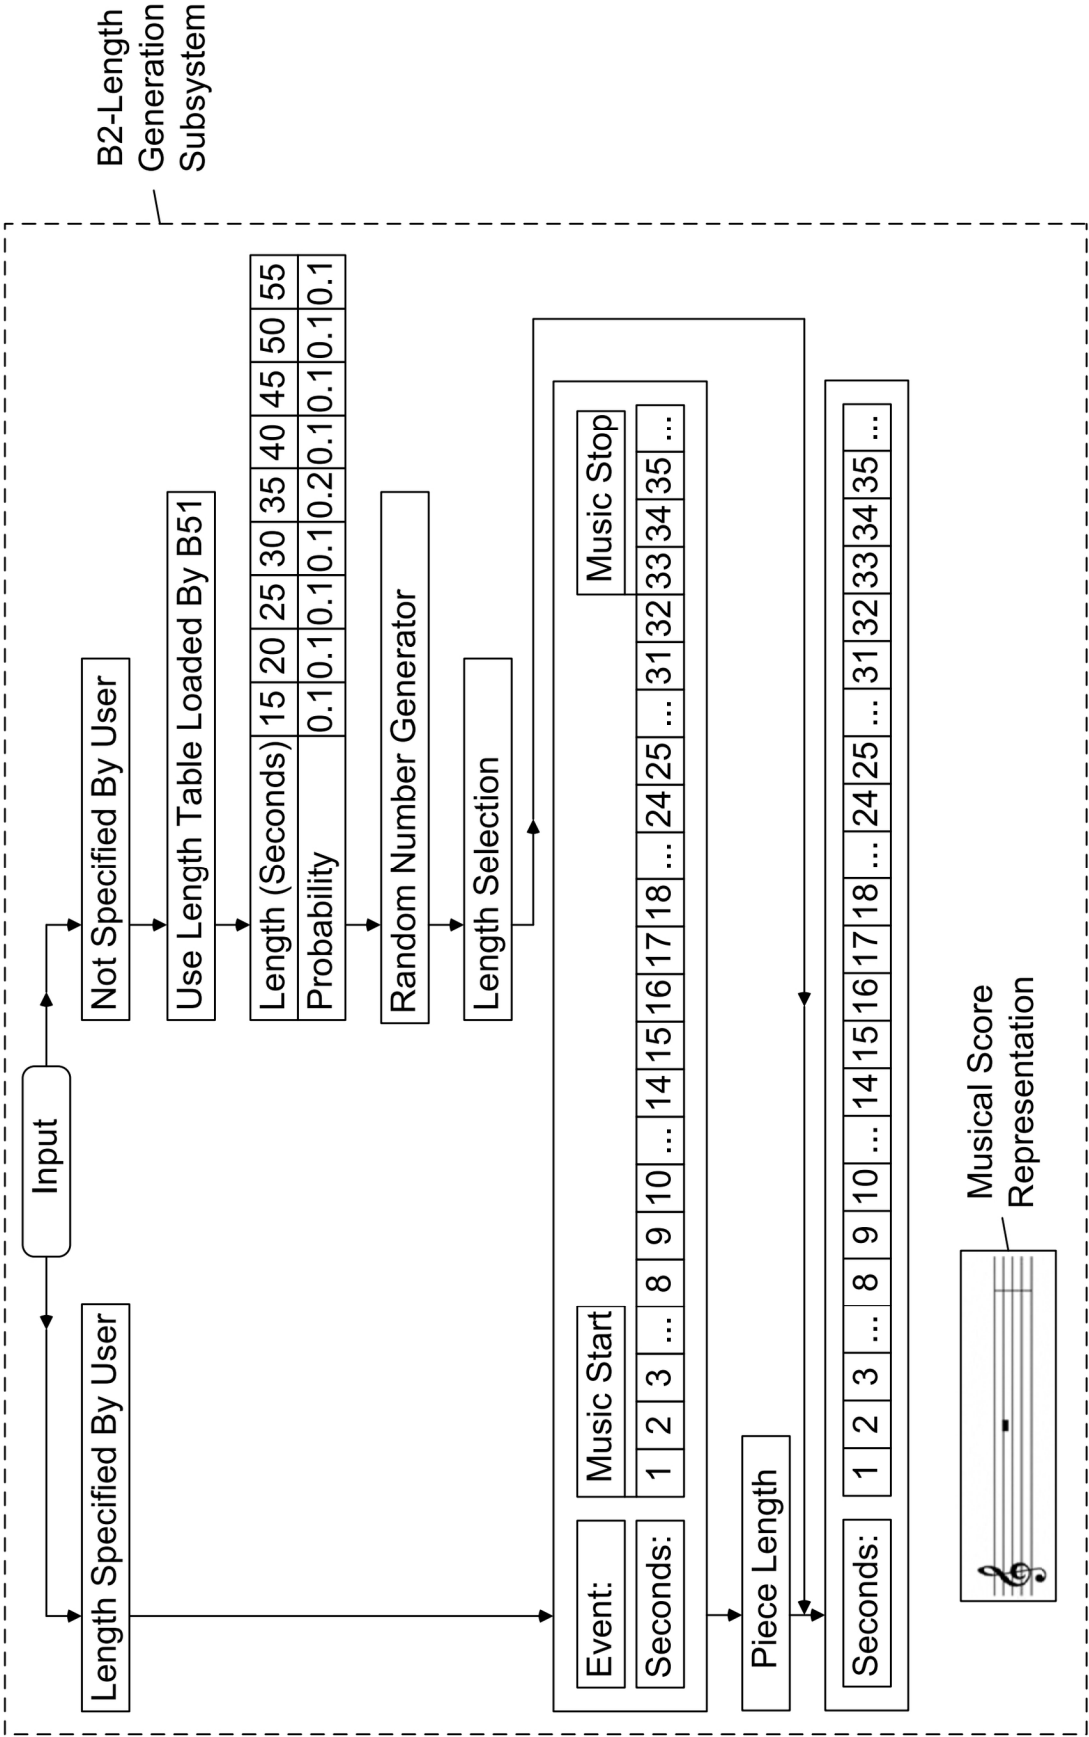 B2-Length
Generation
Subsystem
Input
Length Specified By User
Not Specified By User
Use Length Table Loaded By B51
Length (Seconds) 15 20 25 30 35 40 45 50 55
Probability 0.1 0.1 0.1 0.1 0.2 0.1 0.1 0.1 0.1
Random Number Generator
Length Selection
Event: Music Start Music Stop
Seconds: 1 2 3 ... 8 9 10 ... 14 15 16 17 18 ... 24 25 ... 31 32 33 34 35 ...
Piece Length
Seconds: 1 2 3 ... 8 9 10 ... 14 15 16 17 18 ... 24 25 ... 31 32 33 34 35 ...
Musical Score
Representation